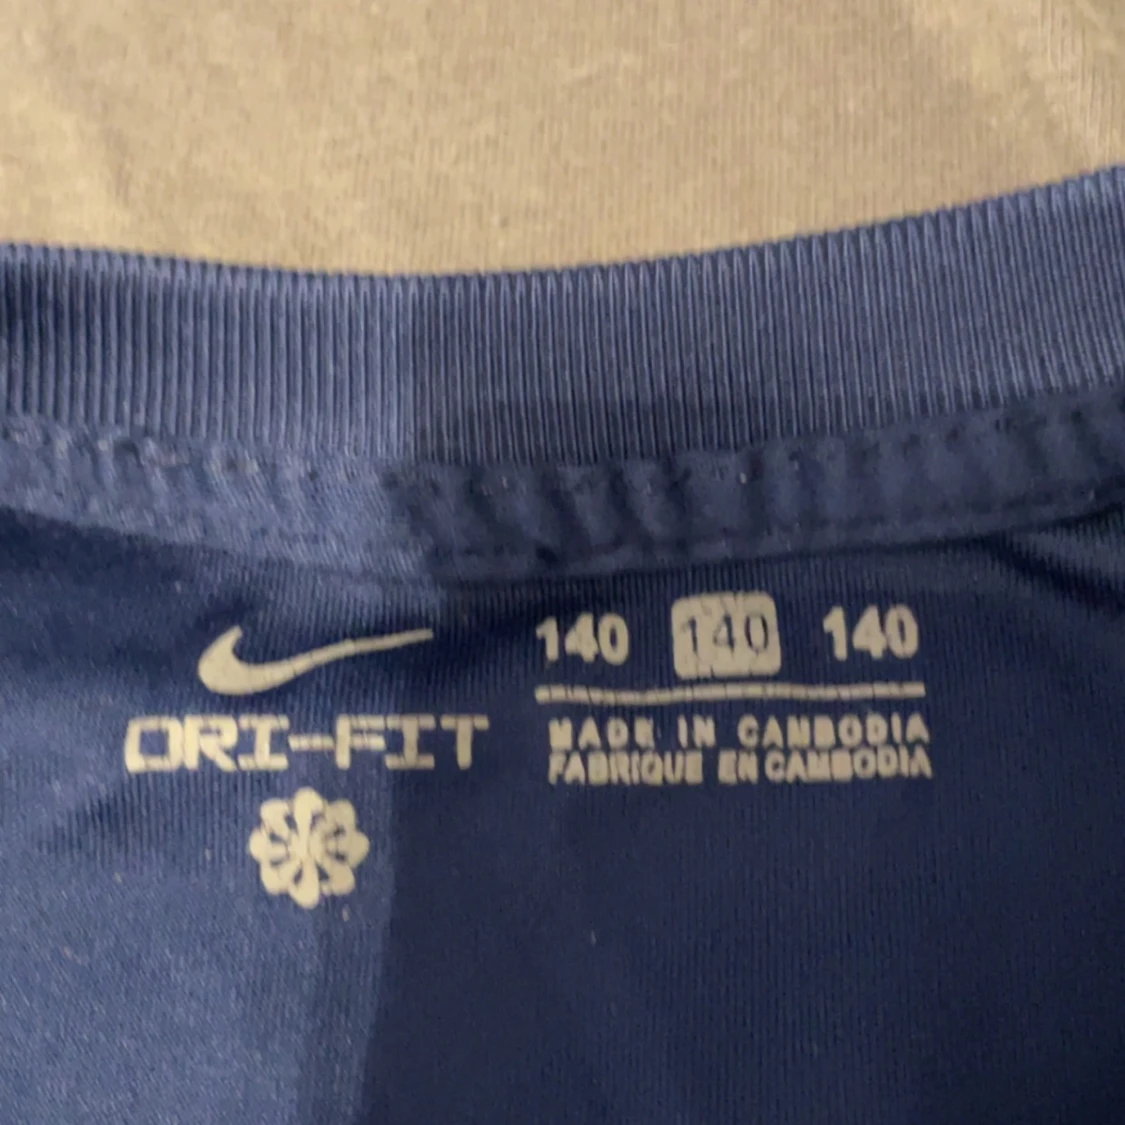 DRI-FIT
140 140 140
MADE IN CAMBODIA
FABRIQUE EN CAMBODIA